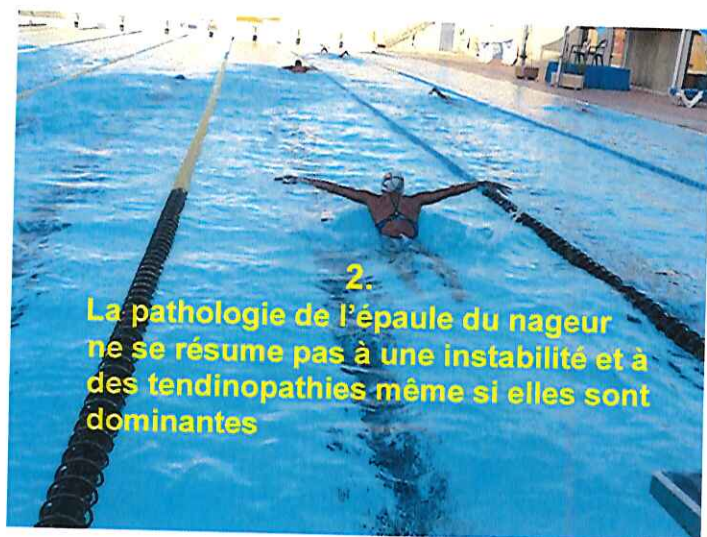 2.
La pathologie de l'épaule du nageur
ne se résume pas à une instabilité et à
des tendinopathies même si elles sont
dominantes